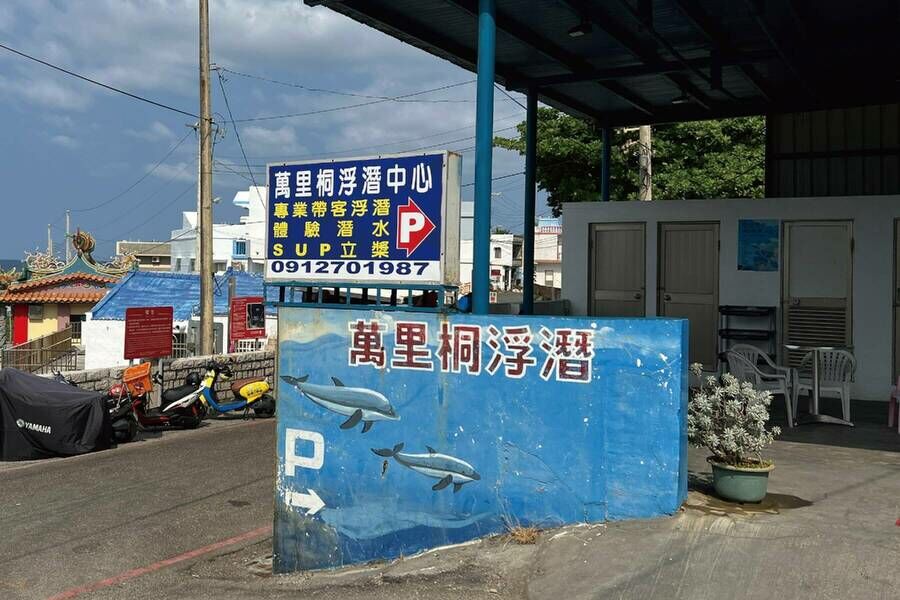 萬里桐浮潛中心
專業帶客浮潛
體驗潛水
SUP立槳
P
0912701987
萬里桐浮潛
P
YAMAHA